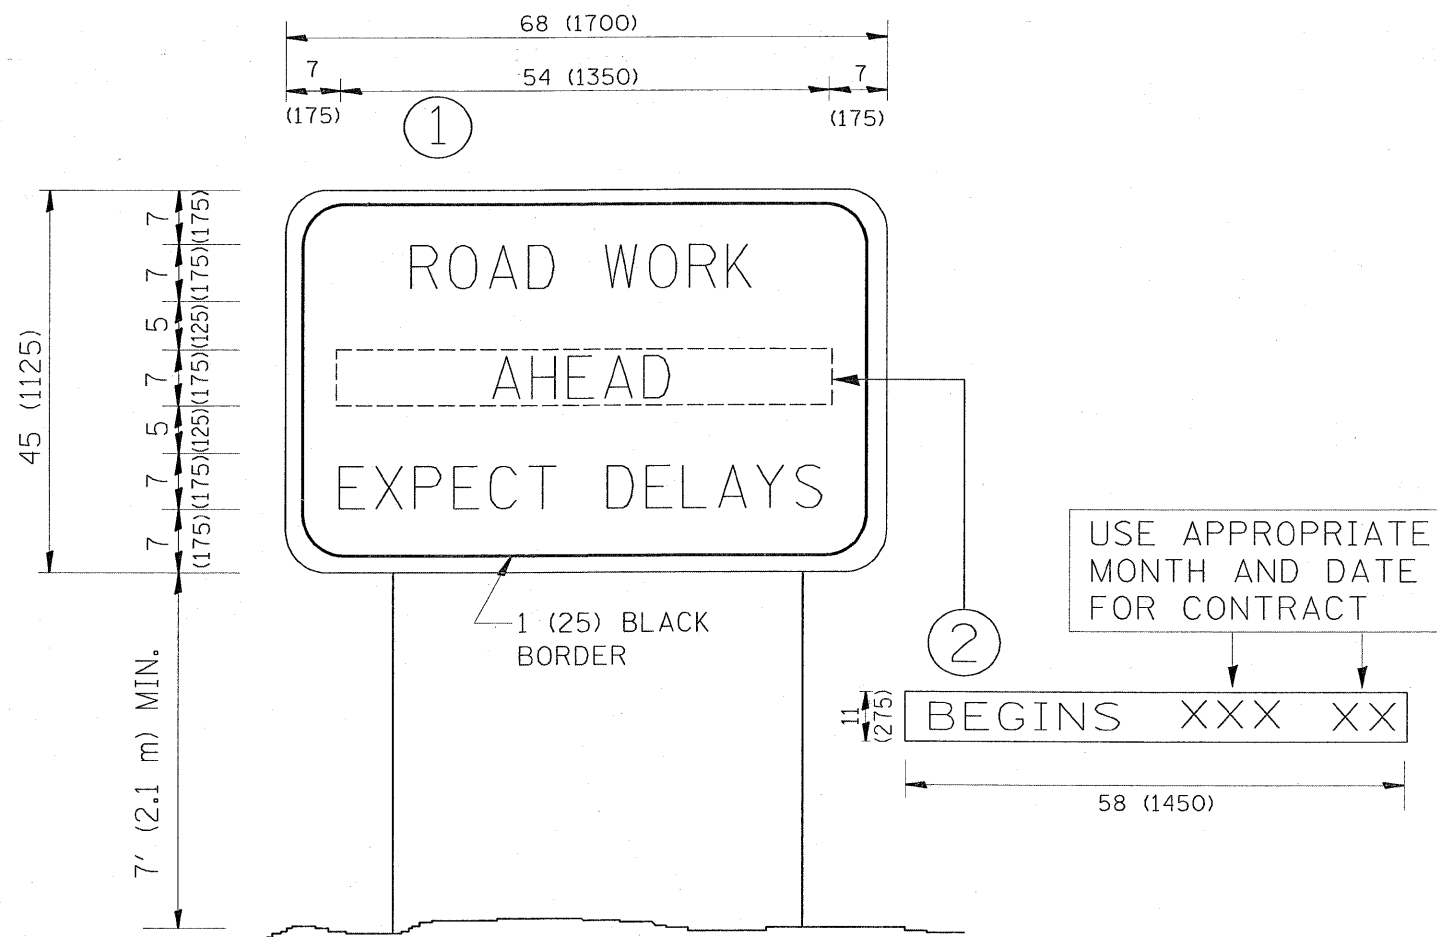 68 (1700)
7 54 (1350) 7
(175) (175)
1
45 (1125)
7 (175)
7 (175)
5 (125)
7 (175)
5 (125)
7 (175)
7 (175)
ROAD WORK
AHEAD
EXPECT DELAYS
1 (25) BLACK
BORDER
7' (2.1 m) MIN.
USE APPROPRIATE
MONTH AND DATE
FOR CONTRACT
2
11
(275)
BEGINS XXX XX
58 (1450)